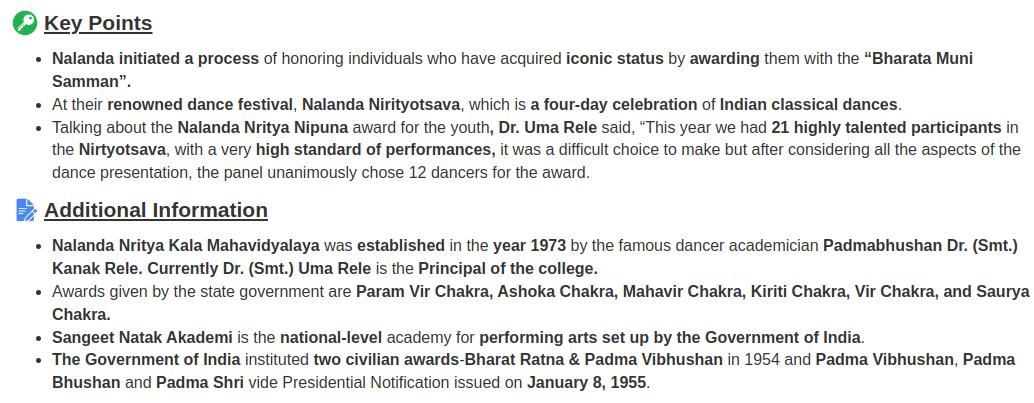 Key Points
Nalanda initiated a process of honoring individuals who have acquired iconic status by awarding them with the “Bharata Muni
Samman”.
At their renowned dance festival, Nalanda Nirityotsava, which is a four-day celebration of Indian classical dances.
Talking about the Nalanda Nritya Nipuna award for the youth, Dr. Uma Rele said, “This year we had 21 highly talented participants in
the Nirtyotsava, with a very high standard of performances, it was a difficult choice to make but after considering all the aspects of the
dance presentation, the panel unanimously chose 12 dancers for the award.
Additional Information
Nalanda Nritya Kala Mahavidyalaya was established in the year 1973 by the famous dancer academician Padmabhushan Dr. (Smt.)
Kanak Rele. Currently Dr. (Smt.) Uma Rele is the Principal of the college.
Awards given by the state government are Param Vir Chakra, Ashoka Chakra, Mahavir Chakra, Kiriti Chakra, Vir Chakra, and Saurya
Chakra.
Sangeet Natak Akademi is the national-level academy for performing arts set up by the Government of India.
The Government of India instituted two civilian awards-Bharat Ratna & Padma Vibhushan in 1954 and Padma Vibhushan, Padma
Bhushan and Padma Shri vide Presidential Notification issued on January 8, 1955.